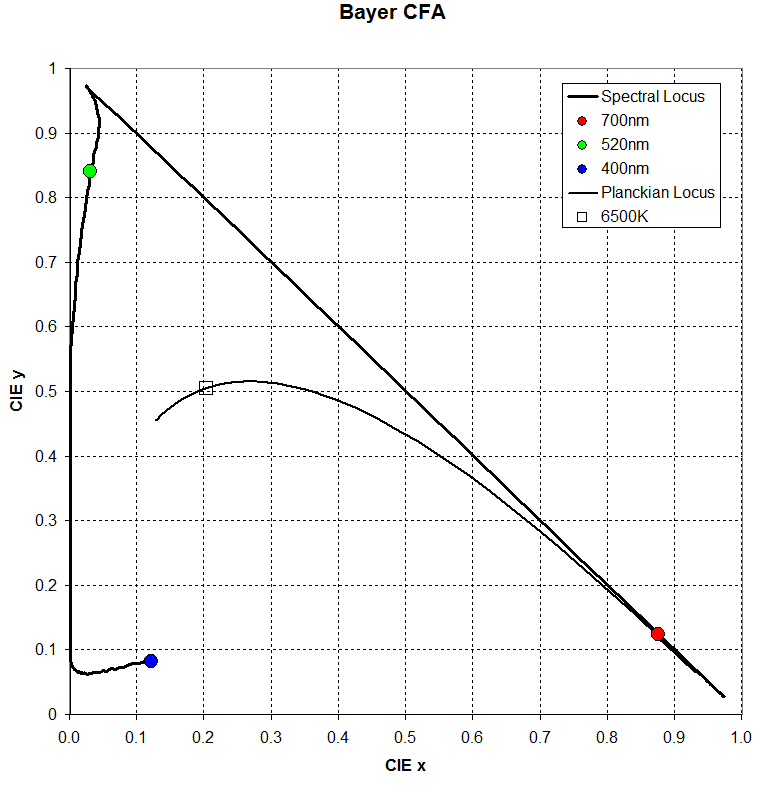 Bayer CFA
1
0.9
0.8
0.7
0.6
0.5
0.4
0.3
0.2
0.1
0
CIE y
Spectral Locus
700nm
520nm
400nm
Planckian Locus
6500K
0.0 0.1 0.2 0.3 0.4 0.5 0.6 0.7 0.8 0.9 1.0
CIE x